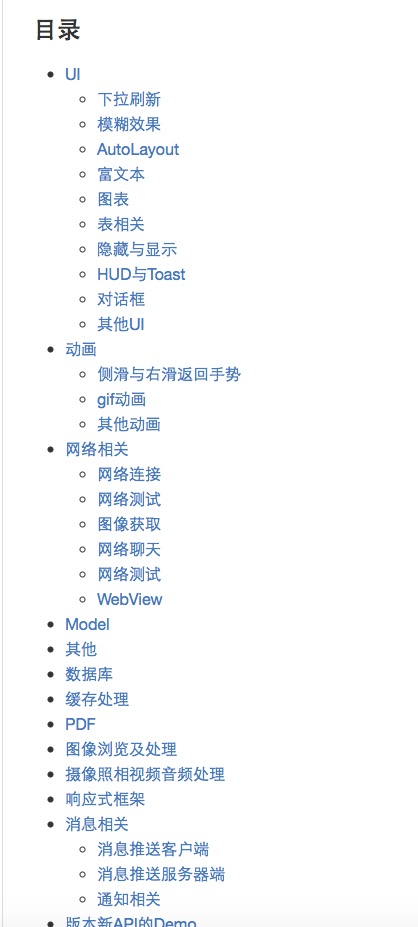 目录
UI
下拉刷新
模糊效果
AutoLayout
富文本
图表
表相关
隐藏与显示
HUD与Toast
对话框
其他UI
动画
侧滑与右滑返回手势
gif动画
其他动画
网络相关
网络连接
网络测试
图像获取
网络聊天
网络测试
WebView
Model
其他
数据库
缓存处理
PDF
图像浏览及处理
摄像照相视频音频处理
响应式框架
消息相关
消息推送客户端
消息推送服务器端
通知相关
版本新API的Demo